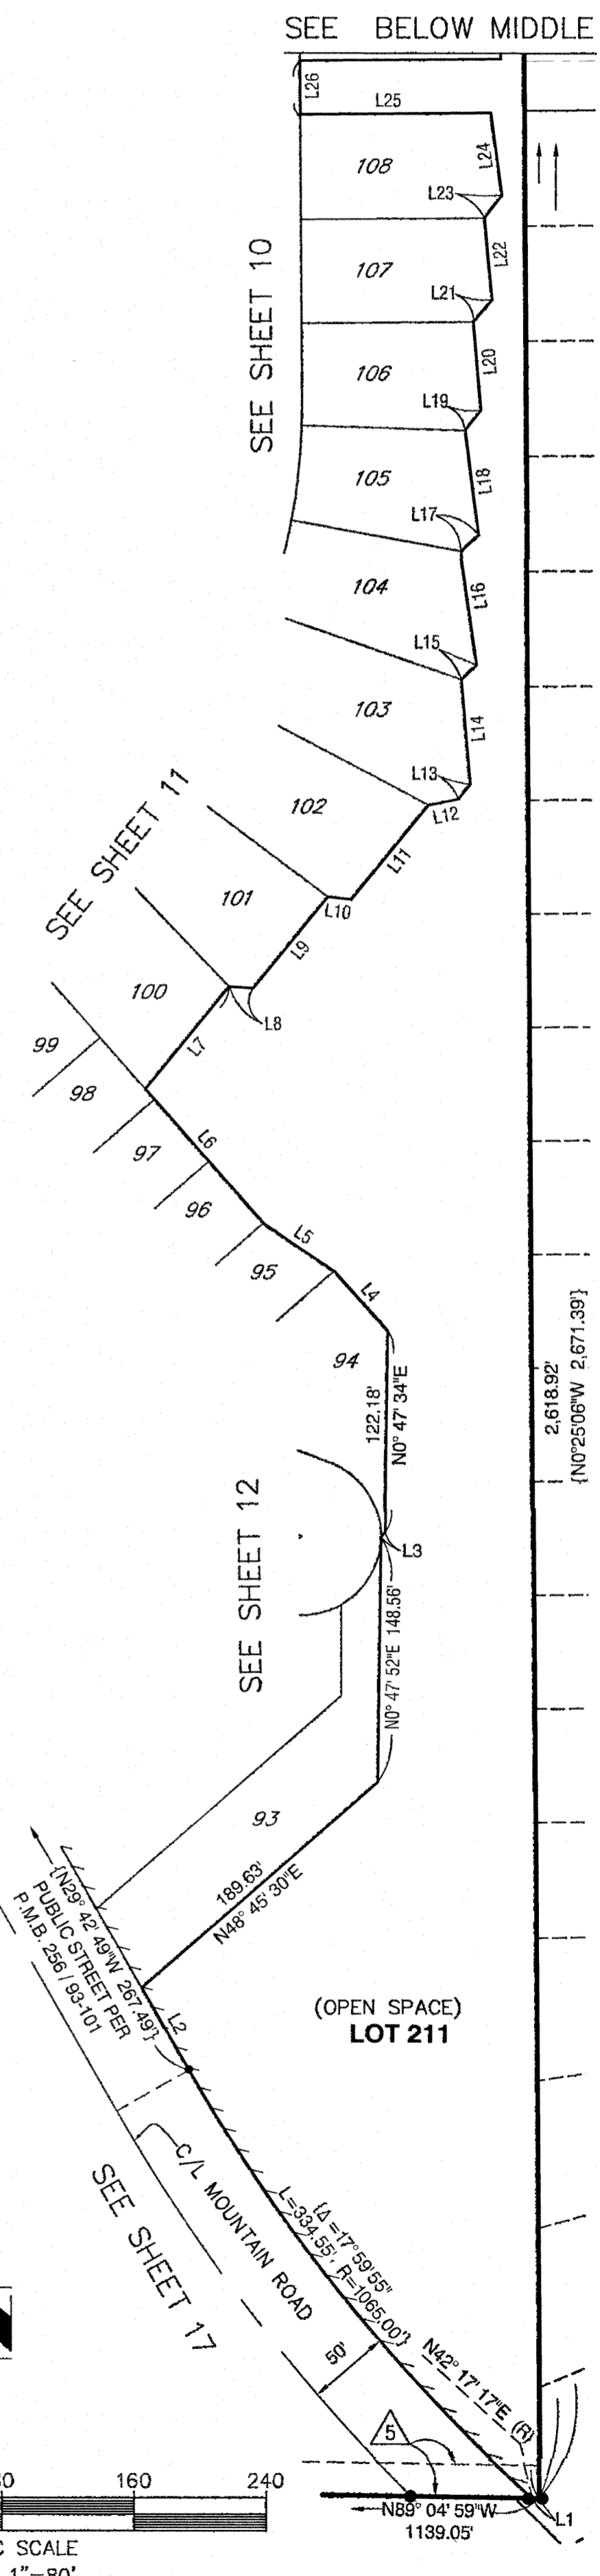 SEE BELOW MIDDLE
L26
L25
108
L24
L23
SEE SHEET 10
107
L22
L21
106
L20
L19
105
L18
L17
104
L16
L15
103
L14
L13
102
L12
SEE SHEET 11
L11
101
L10
L9
100
L8
L7
99
98
97
L6
96
L5
95
L4
94
122.18'
N0° 47' 34"E
2,618.92'
{N0°25'06"W 2,671.39'}
SEE SHEET 12
L3
N0° 47' 52"E 148.56'
93
189.63'
N48° 45' 30"E
{N29° 42' 49"W 267.49'}
PUBLIC STREET PER
P.M.B. 256 / 93-101
L2
(OPEN SPACE)
LOT 211
C/L MOUNTAIN ROAD
SEE SHEET 17
{Δ =17°59'55"
L=334.55', R=1065.00'}
50'
N42° 17' 17"E (R)
5
N89° 04' 59"W
1139.05'
L1
160
240
SCALE
1"=80'